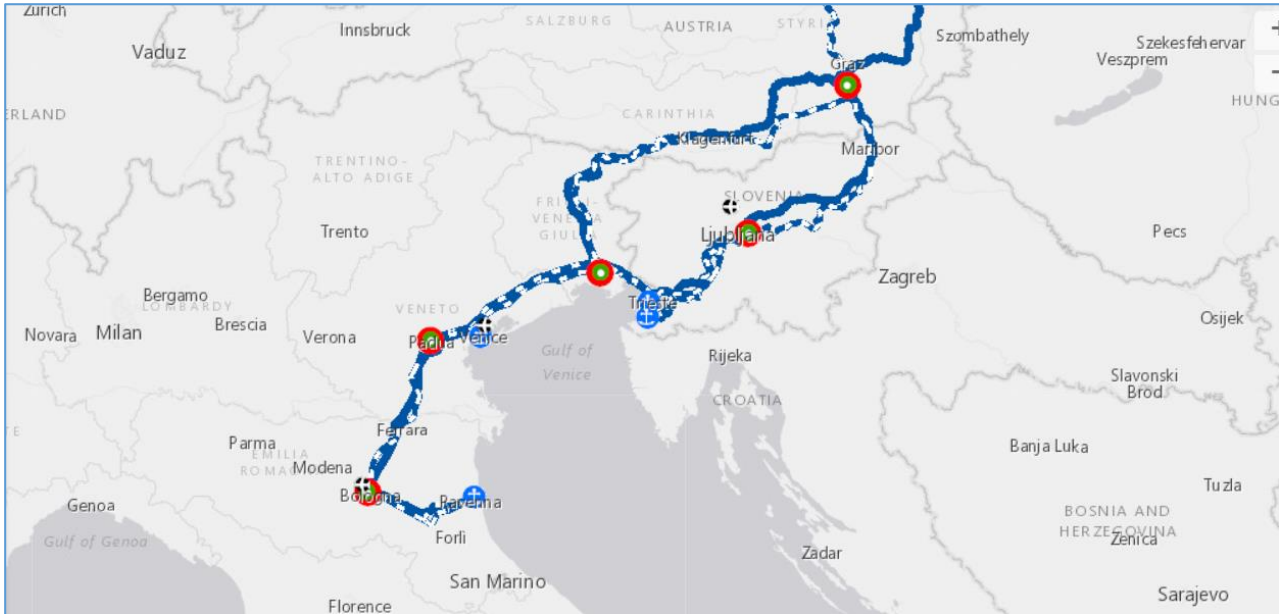 Zurich
Vaduz
Innsbruck
SALZBURG
AUSTRIA
STYRI
Szombathely
Szekesfehervar
Veszprem
Graz
ERLAND
HUNG
CARINTHIA
Klagenfurt
Maribor
TRENTINO-
ALTO ADIGE
SLOVENIA
FRIULI-
VENEZIA
GIULIA
Trento
Ljubljana
Pecs
Zagreb
Bergamo
LOMBARDY
VENETO
Trieste
Novara
Milan
Brescia
Verona
Padua
Venice
Osijek
Gulf of
Venice
Rijeka
CROATIA
Slavonski
Brod
Ferrara
Parma
EMILIA
ROMAGNA
Modena
Banja Luka
Bologna
Ravenna
Tuzla
Genoa
Gulf of Genoa
Forlì
BOSNIA AND
HERZEGOVINA
Zenica
Zadar
San Marino
Florence
Sarajevo
+
−